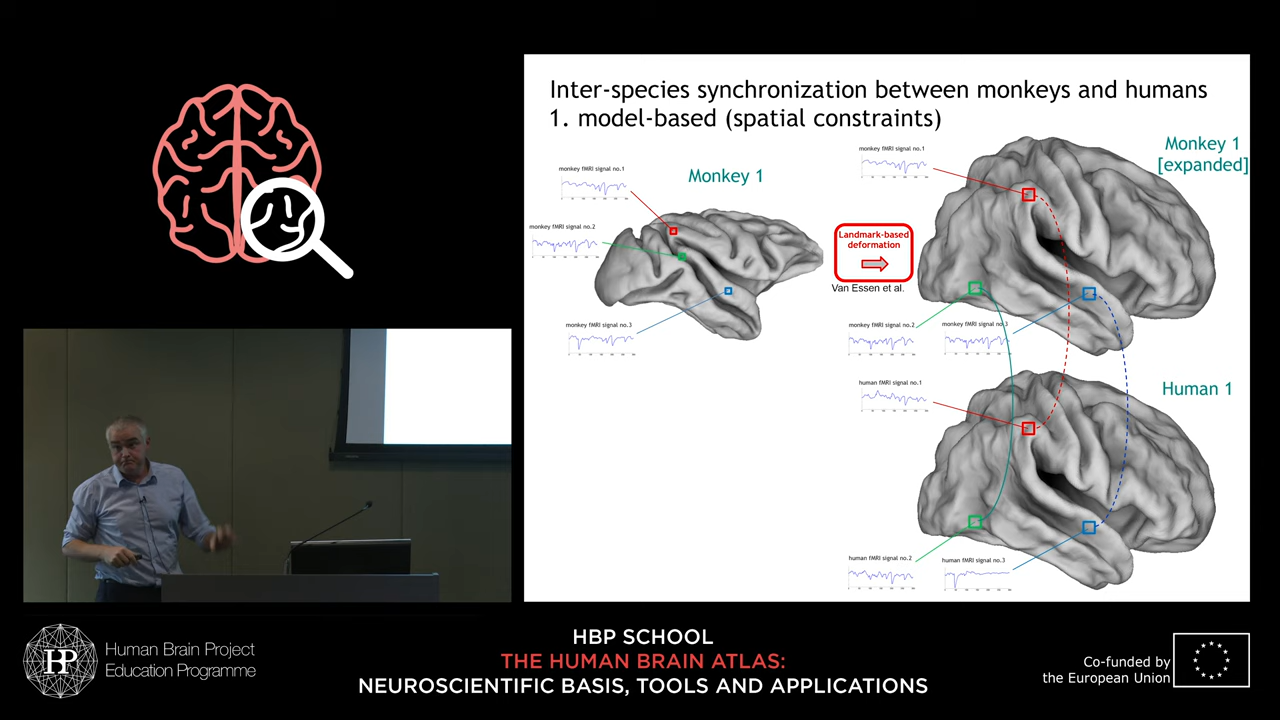 Inter-species synchronization between monkeys and humans
1. model-based (spatial constraints)
Monkey 1
[expanded]
monkey fMRI signal no.1
monkey fMRI signal no.1
Monkey 1
monkey fMRI signal no.2
Landmark-based
deformation
Van Essen et al.
monkey fMRI signal no.3
monkey fMRI signal no.2
monkey fMRI signal no.3
human fMRI signal no.1
Human 1
human fMRI signal no.2
human fMRI signal no.3
HBP
Human Brain Project
Education Programme
HBP SCHOOL
THE HUMAN BRAIN ATLAS:
NEUROSCIENTIFIC BASIS, TOOLS AND APPLICATIONS
Co-funded by
the European Union